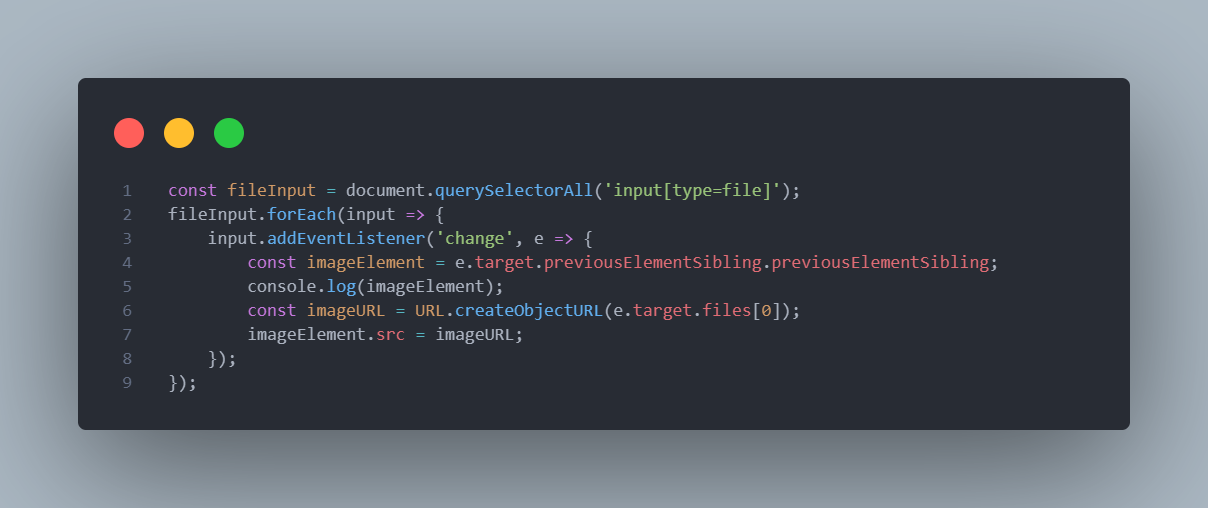 1 const fileInput = document.querySelectorAll('input[type=file]');
2 fileInput.forEach(input => {
3     input.addEventListener('change', e => {
4         const imageElement = e.target.previousElementSibling.previousElementSibling;
5         console.log(imageElement);
6         const imageURL = URL.createObjectURL(e.target.files[0]);
7         imageElement.src = imageURL;
8     });
9 });